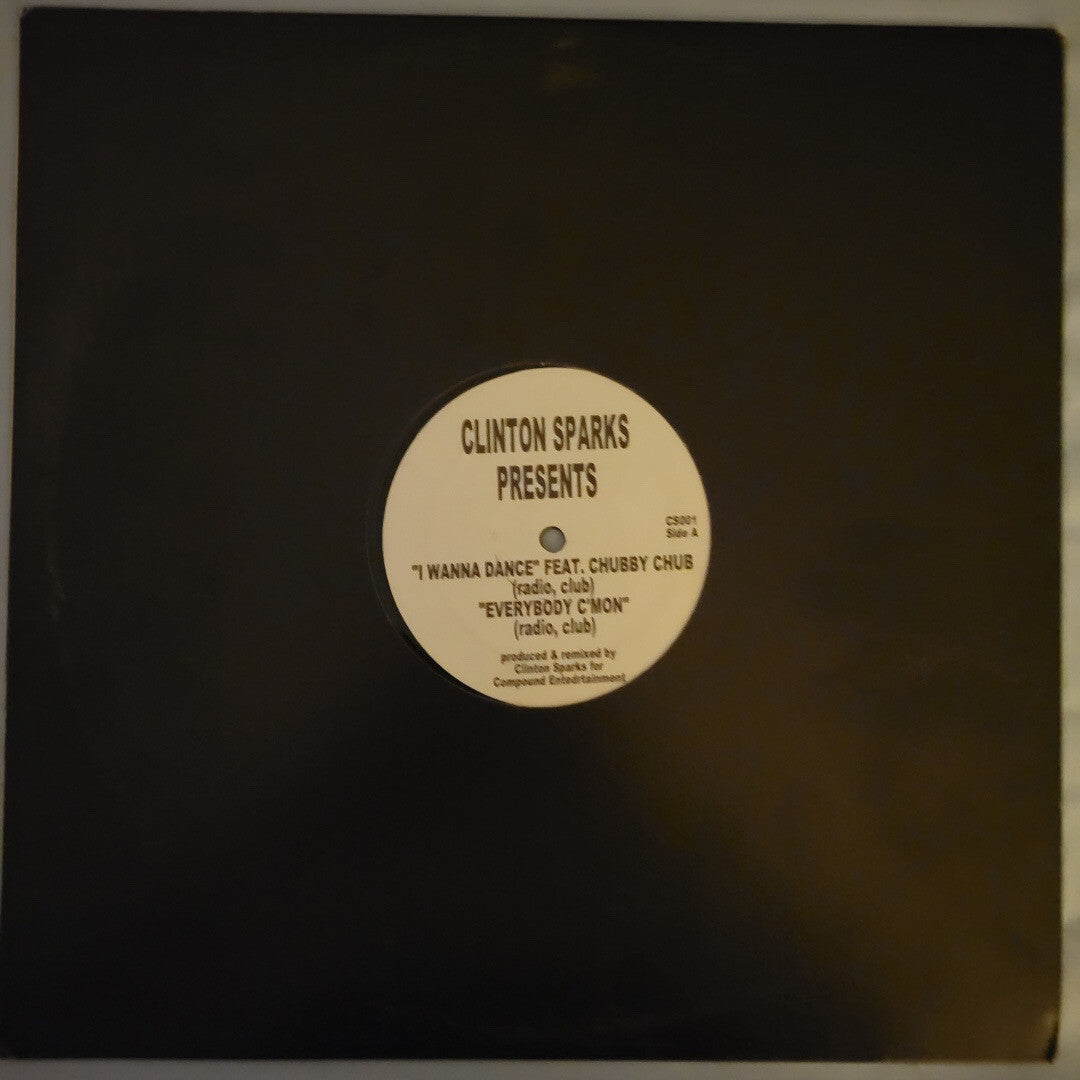 CLINTON SPARKS
PRESENTS
CS001
Side A
"I WANNA DANCE" FEAT. CHUBBY CHUB
(radio, club)
"EVERYBODY C'MON"
(radio, club)
produced & remixed by
Clinton Sparks for
Compound Entedrtainment